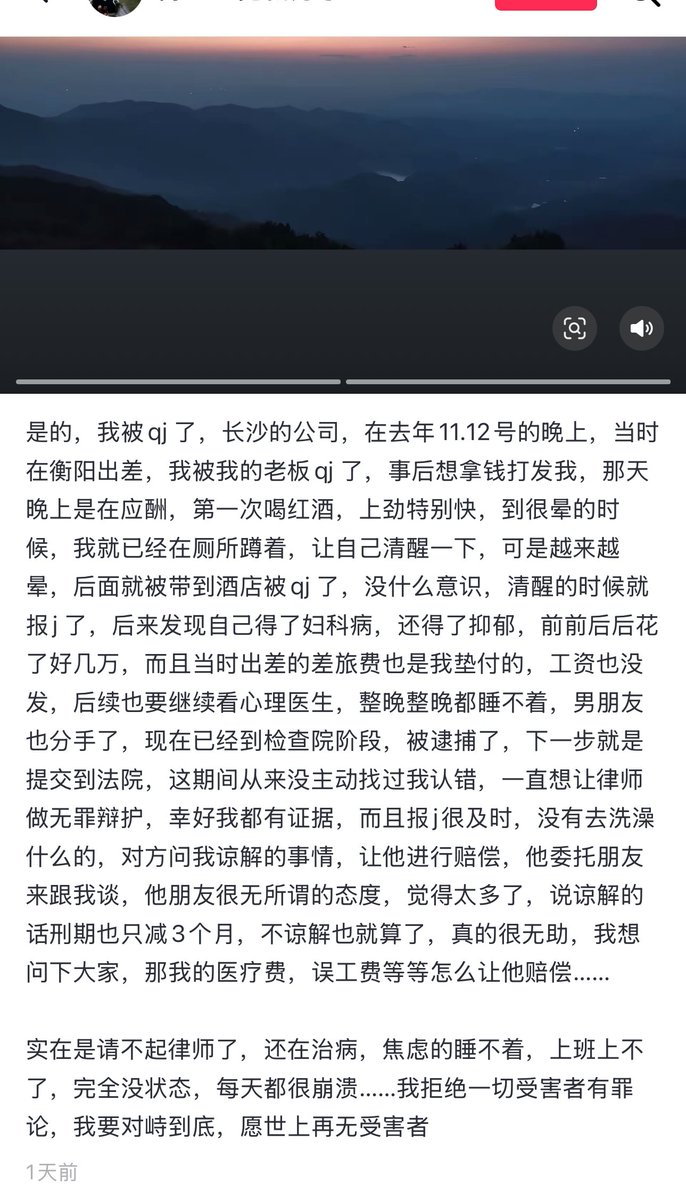 是的，我被qj了，长沙的公司，在去年11.12号的晚上，当时
在衡阳出差，我被我的老板qj了，事后想拿钱打发我，那天
晚上是在应酬，第一次喝红酒，上劲特别快，到很晕的时
候，我就已经在厕所蹲着，让自己清醒一下，可是越来越
晕，后面就被带到酒店被qj了，没什么意识，清醒的时候就
报j了，后来发现自己得了妇科病，还得了抑郁，前前后后花
了好几万，而且当时出差的差旅费也是我垫付的，工资也没
发，后续也要继续看心理医生，整晚整晚都睡不着，男朋友
也分手了，现在已经到检查院阶段，被逮捕了，下一步就是
提交到法院，这期间从来没主动找过我认错，一直想让律师
做无罪辩护，幸好我都有证据，而且报j很及时，没有去洗澡
什么的，对方问我谅解的事情，让他进行赔偿，他委托朋友
来跟我谈，他朋友很无所谓的态度，觉得太多了，说谅解的
话刑期也只减3个月，不谅解也就算了，真的很无助，我想
问下大家，那我的医疗费，误工费等等怎么让他赔偿……
实在是请不起律师了，还在治病，焦虑的睡不着，上班上不
了，完全没状态，每天都很崩溃……我拒绝一切受害者有罪
论，我要对峙到底，愿世上再无受害者
1天前